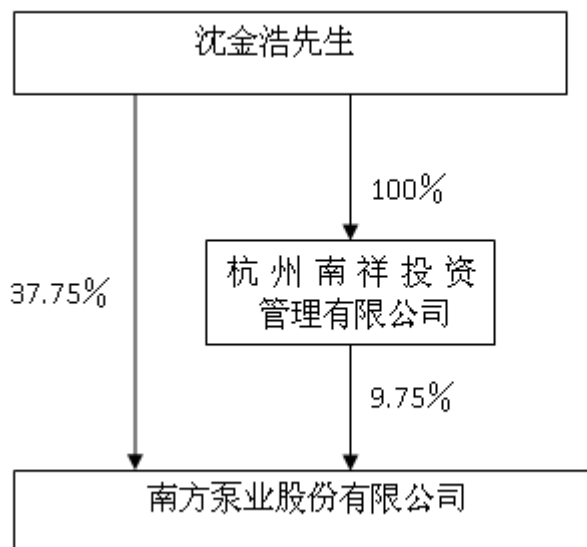 沈金浩先生
100%
杭州南祥投资
管理有限公司
37.75%
9.75%
南方泵业股份有限公司